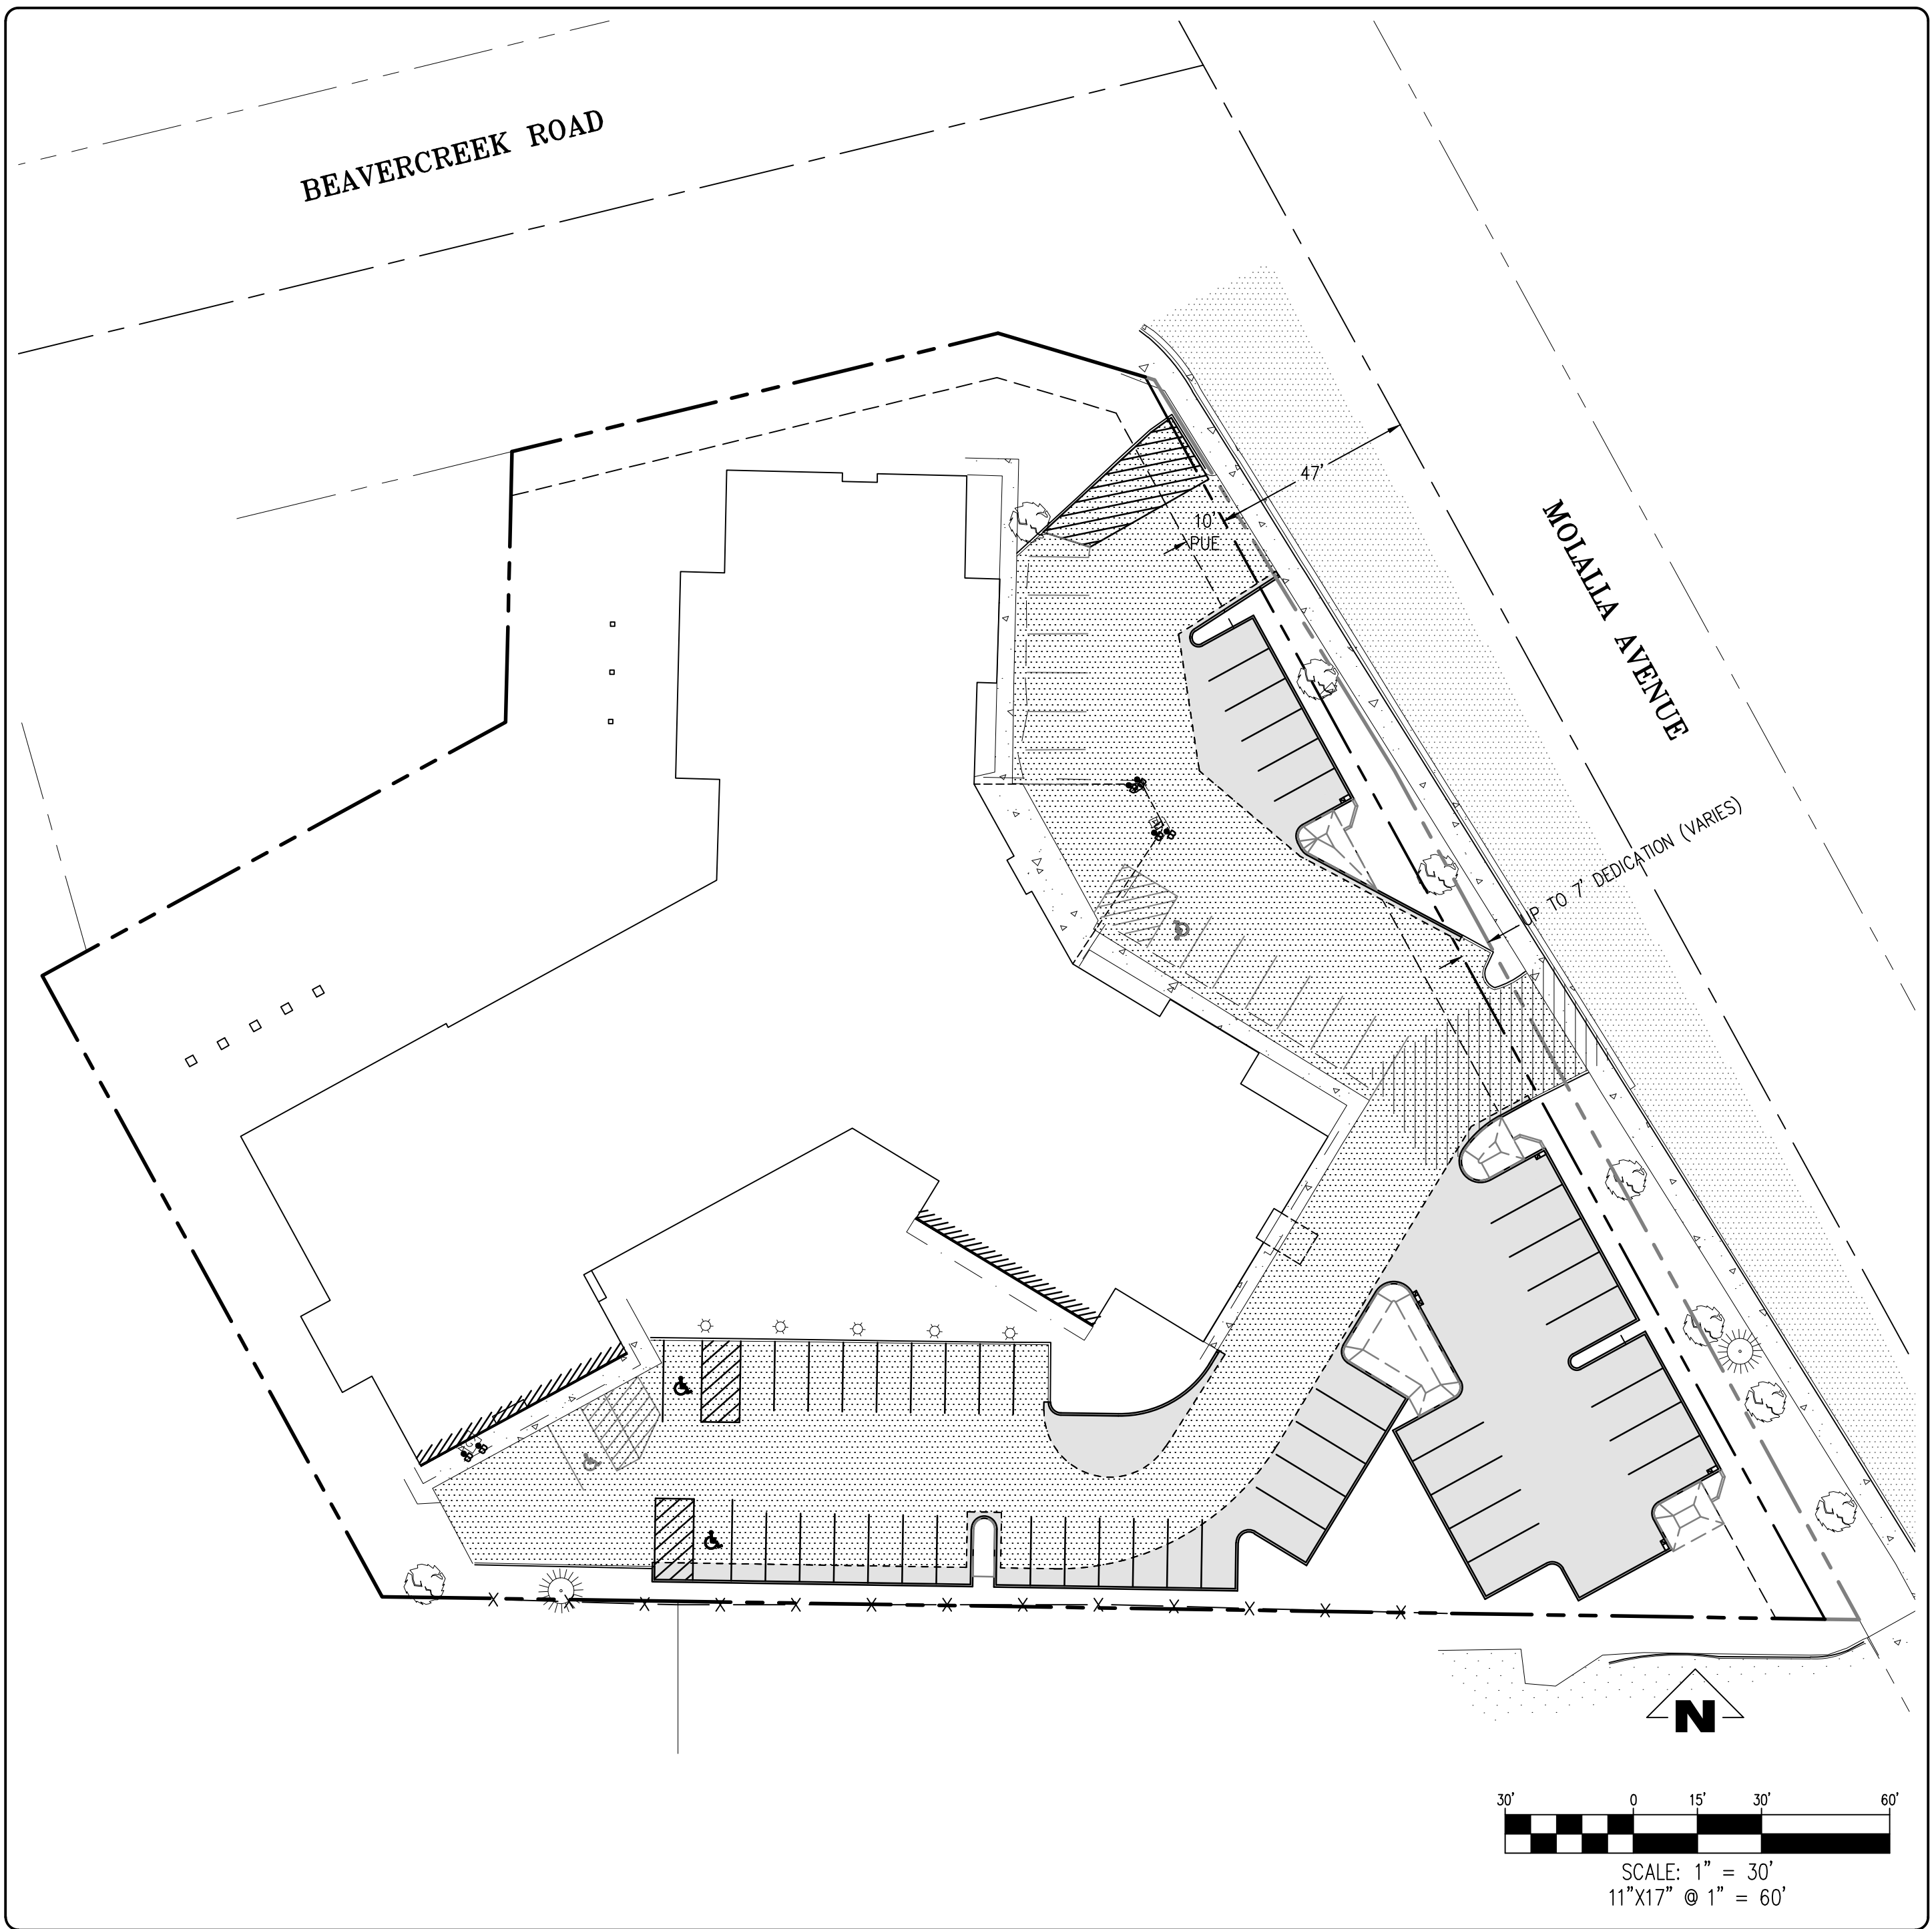 BEAVERCREEK ROAD
47'
10'
PUE
MOLALLA AVENUE
UP TO 7' DEDICATION (VARIES)
N
30' 0 15' 30' 60'
SCALE: 1" = 30'
11"X17" @ 1" = 60'